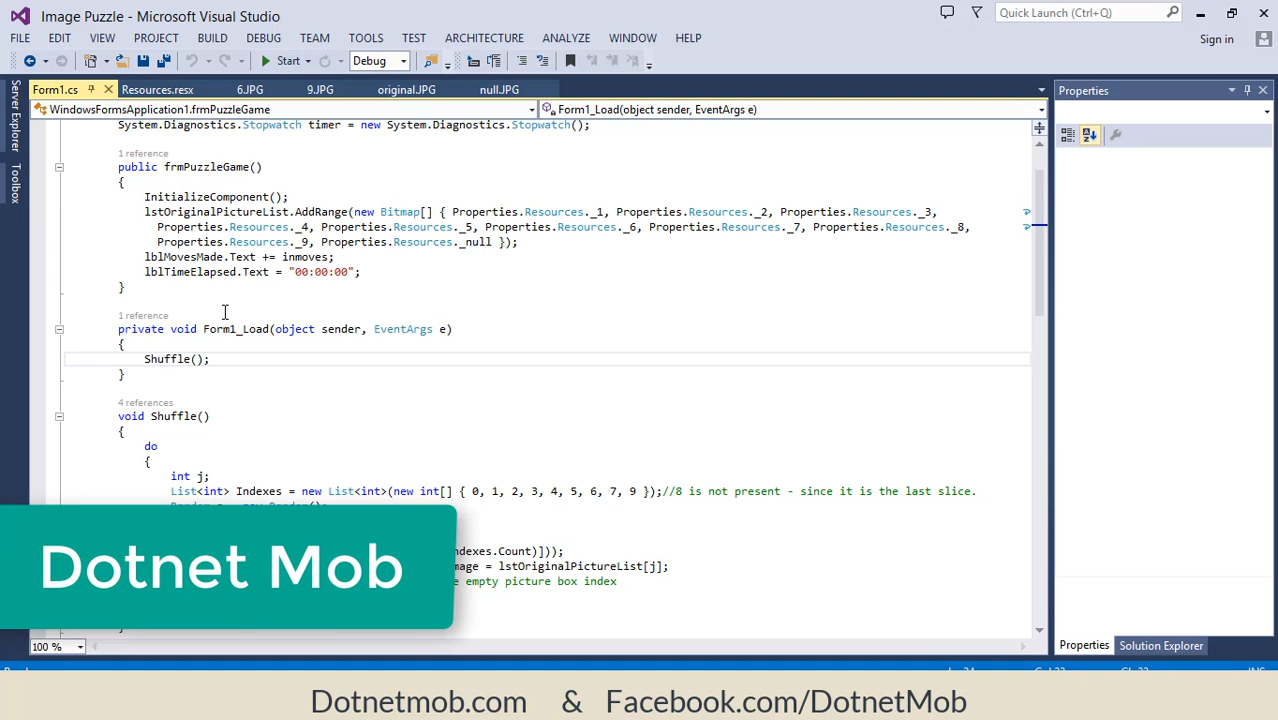 Image Puzzle - Microsoft Visual Studio
Quick Launch (Ctrl+Q)
FILE EDIT VIEW PROJECT BUILD DEBUG TEAM TOOLS TEST ARCHITECTURE ANALYZE WINDOW HELP
Sign in
Start Debug
Form1.cs Resources.resx 6.JPG 9.JPG original.JPG null.JPG
Properties
WindowsFormsApplication1.frmPuzzleGame Form1_Load(object sender, EventArgs e)
Server Explorer
Toolbox
System.Diagnostics.Stopwatch timer = new System.Diagnostics.Stopwatch();
1 reference
public frmPuzzleGame()
{
InitializeComponent();
lstOriginalPictureList.AddRange(new Bitmap[] { Properties.Resources._1, Properties.Resources._2, Properties.Resources._3,
Properties.Resources._4, Properties.Resources._5, Properties.Resources._6, Properties.Resources._7, Properties.Resources._8,
Properties.Resources._9, Properties.Resources._null });
lblMovesMade.Text += inmoves;
lblTimeElapsed.Text = "00:00:00";
}
1 reference
private void Form1_Load(object sender, EventArgs e)
{
Shuffle();
}
4 references
void Shuffle()
{
do
{
int j;
List<int> Indexes = new List<int>(new int[] { 0, 1, 2, 3, 4, 5, 6, 7, 9 });//8 is not present - since it is the last slice.
ndexes.Count)]));
mage = lstOriginalPictureList[j];
e empty picture box index
Dotnet Mob
100 %
Properties Solution Explorer
Dotnetmob.com & Facebook.com/DotnetMob